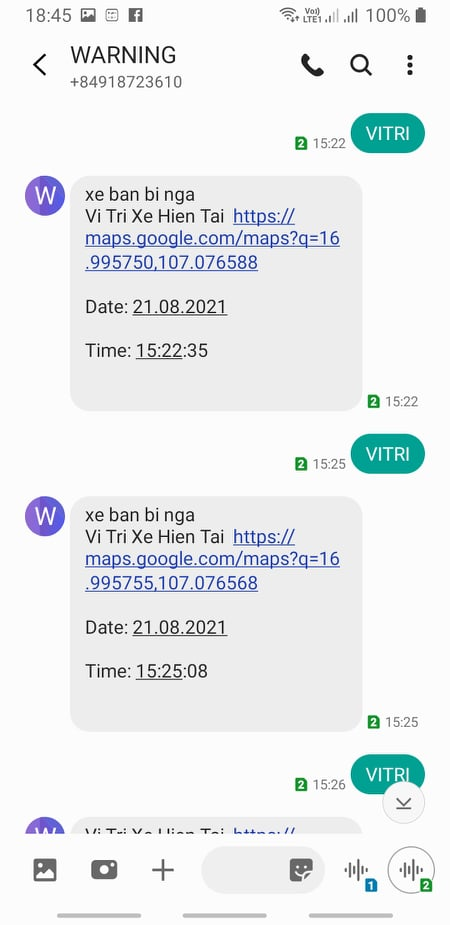 18:45
Vo)) LTE1 100%
WARNING
+84918723610
VITRI
2 15:22
W
xe ban bi nga
Vi Tri Xe Hien Tai https://
maps.google.com/maps?q=16
.995750,107.076588
Date: 21.08.2021
Time: 15:22:35
2 15:22
VITRI
2 15:25
W
xe ban bi nga
Vi Tri Xe Hien Tai https://
maps.google.com/maps?q=16
.995755,107.076568
Date: 21.08.2021
Time: 15:25:08
2 15:25
VITRI
2 15:26
W
Vi Tri Xe Hien Tai https://
1
2